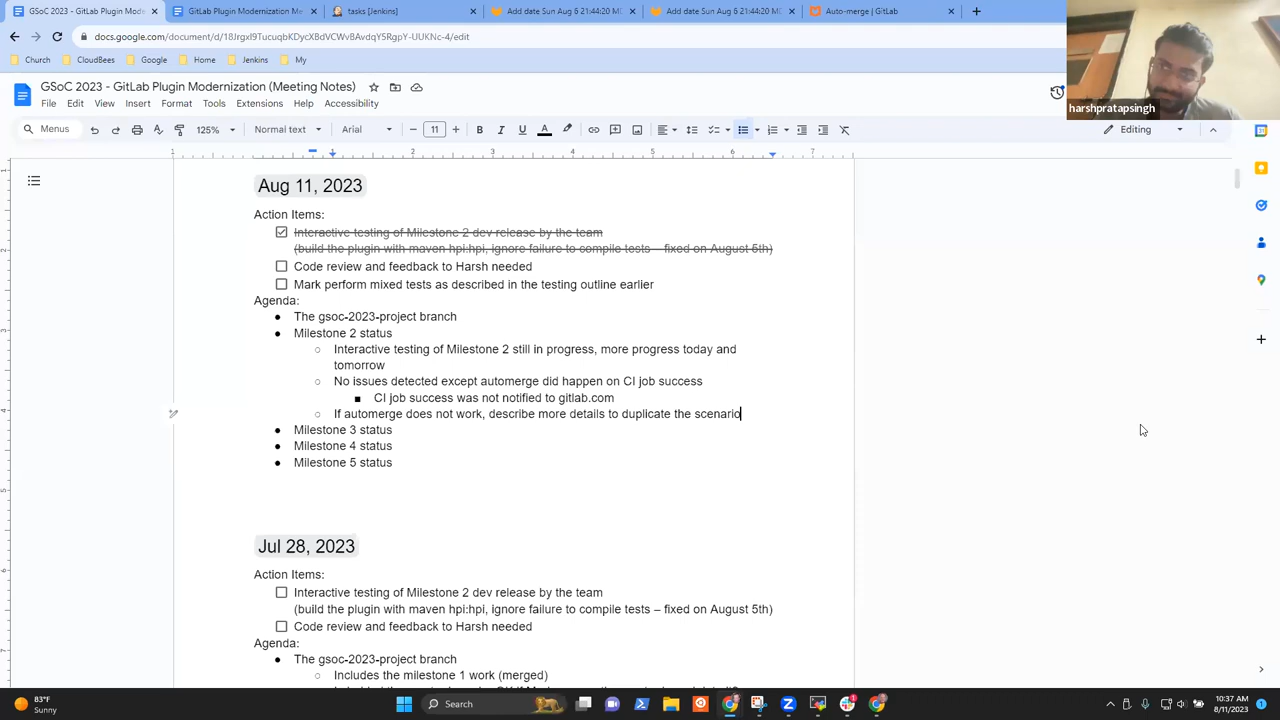 GSoC 2023 - GitLab Plugin Mod
GitLab Plugin Modernization (M
tasks [Jenkins]
Add date Sun Aug 6 21:44:20 M
Add date Sun Aug 6 21:44:20 M
Auto-merge | GitLab
docs.google.com/document/d/18JrgxI9TucuqbKDycXBdVCWvBAvdqY5RgpY-UUKNc-4/edit
Church
CloudBees
Google
Home
Jenkins
My
GSoC 2023 - GitLab Plugin Modernization (Meeting Notes)
File Edit View Insert Format Tools Extensions Help Accessibility
harshpratapsingh
Menus
125%
Normal text
Arial
11
Editing
1 1 2 3 4 5 6 7
Aug 11, 2023
Action Items:
Interactive testing of Milestone 2 dev release by the team
(build the plugin with maven hpi:hpi, ignore failure to compile tests – fixed on August 5th)
Code review and feedback to Harsh needed
Mark perform mixed tests as described in the testing outline earlier
Agenda:
The gsoc-2023-project branch
Milestone 2 status
Interactive testing of Milestone 2 still in progress, more progress today and
tomorrow
No issues detected except automerge did happen on CI job success
CI job success was not notified to gitlab.com
If automerge does not work, describe more details to duplicate the scenario
Milestone 3 status
Milestone 4 status
Milestone 5 status
Jul 28, 2023
Action Items:
Interactive testing of Milestone 2 dev release by the team
(build the plugin with maven hpi:hpi, ignore failure to compile tests – fixed on August 5th)
Code review and feedback to Harsh needed
Agenda:
The gsoc-2023-project branch
Includes the milestone 1 work (merged)
83°F
Sunny
Search
10:37 AM
8/11/2023